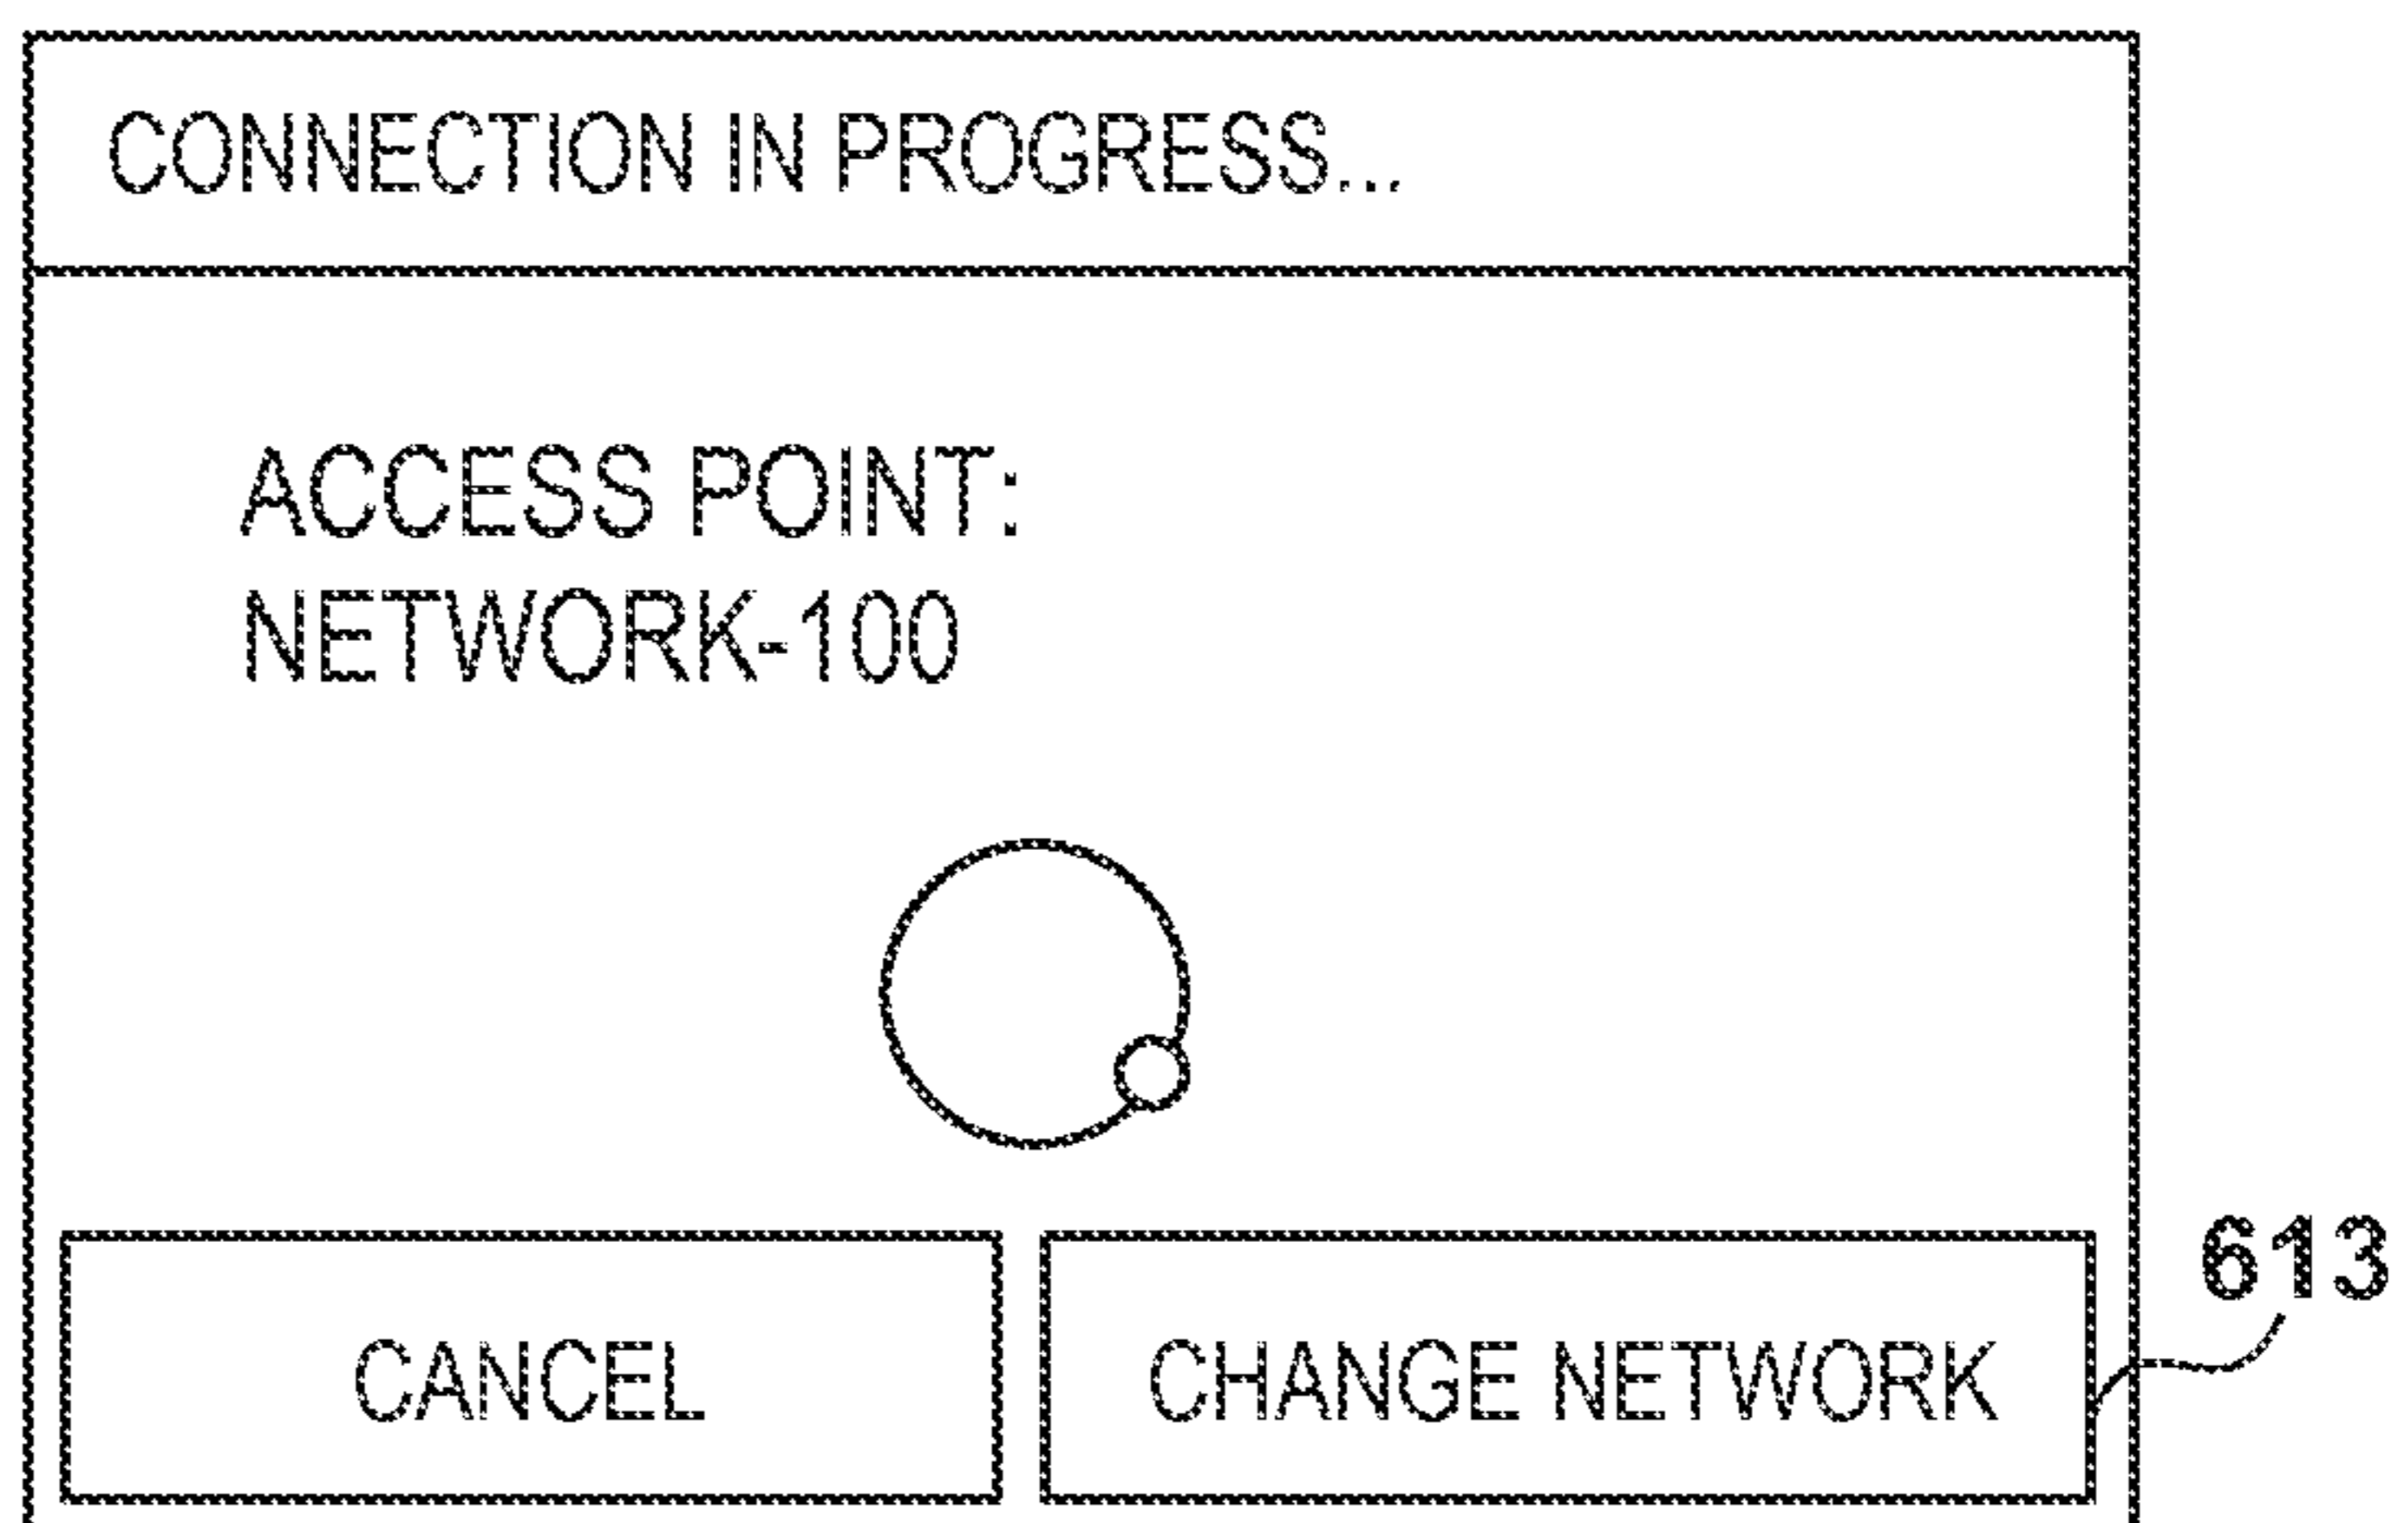 CONNECTION IN PROGRESS...
ACCESS POINT:
NETWORK-100
CANCEL
CHANGE NETWORK
613